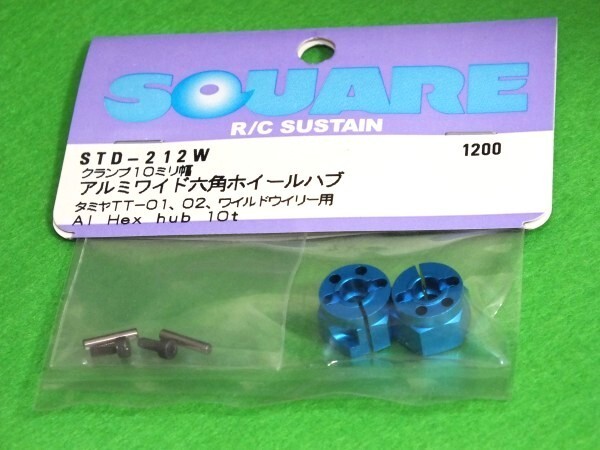 SQUARE
R/C SUSTAIN
STD-212W 1200
クランプ10ミリ幅
アルミワイド六角ホイールハブ
タミヤTT-01、02、ワイルドウイリー用
Al Hex hub 10t